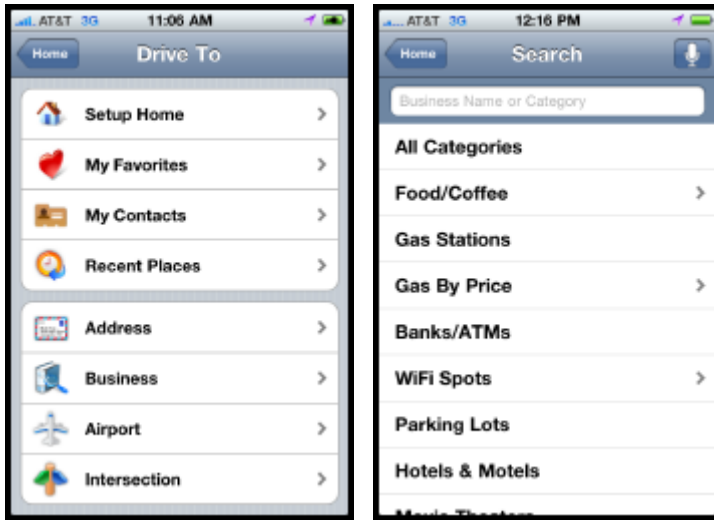 AT&T 3G 11:06 AM
Home Drive To
Setup Home
My Favorites
My Contacts
Recent Places
Address
Business
Airport
Intersection
AT&T 3G 12:16 PM
Home Search
Business Name or Category
All Categories
Food/Coffee
Gas Stations
Gas By Price
Banks/ATMs
WiFi Spots
Parking Lots
Hotels & Motels
Movie Theaters